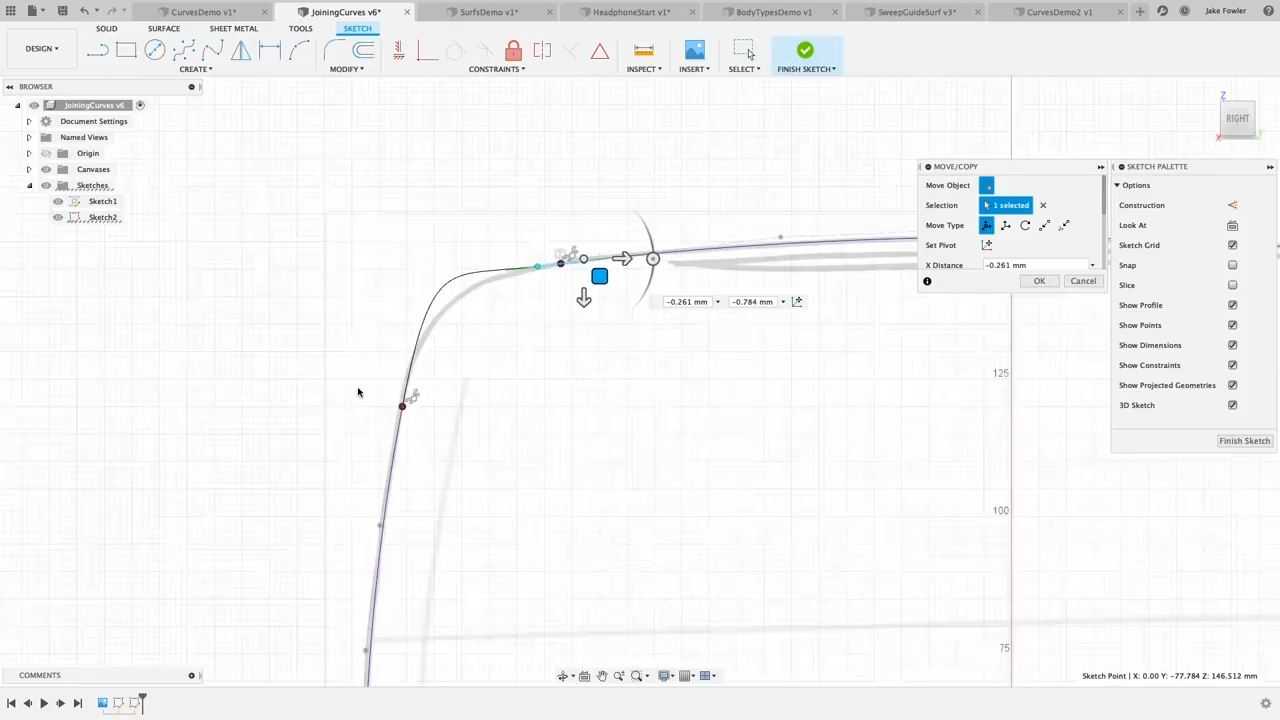 CurvesDemo v1*
JoiningCurves v6*
SurfsDemo v1*
HeadphoneStart v1*
BodyTypesDemo v1
SweepGuideSurf v3*
CurvesDemo2 v1
Jake Fowler
SOLID
SURFACE
SHEET METAL
TOOLS
SKETCH
DESIGN
CREATE
MODIFY
CONSTRAINTS
INSPECT
INSERT
SELECT
FINISH SKETCH
BROWSER
JoiningCurves v6
Document Settings
Named Views
Origin
Canvases
Sketches
Sketch1
Sketch2
Z
RIGHT
X
Y
MOVE/COPY
Move Object
Selection 1 selected
Move Type
Set Pivot
X Distance -0.261 mm
OK Cancel
SKETCH PALETTE
Options
Construction
Look At
Sketch Grid
Snap
Slice
Show Profile
Show Points
Show Dimensions
Show Constraints
Show Projected Geometries
3D Sketch
Finish Sketch
-0.261 mm
-0.784 mm
125
100
75
COMMENTS
Sketch Point | X: 0.00 Y: -77.784 Z: 146.512 mm